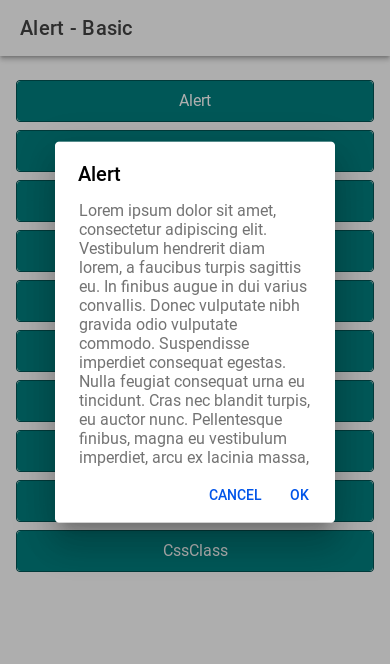 Alert - Basic
Alert
Alert
Lorem ipsum dolor sit amet,
consectetur adipiscing elit.
Vestibulum hendrerit diam
lorem, a faucibus turpis sagittis
eu. In finibus augue in dui varius
convallis. Donec vulputate nibh
gravida odio vulputate
commodo. Suspendisse
imperdiet consequat egestas.
Nulla feugiat consequat urna eu
tincidunt. Cras nec blandit turpis,
eu auctor nunc. Pellentesque
finibus, magna eu vestibulum
imperdiet, arcu ex lacinia massa,
CANCEL OK
CssClass